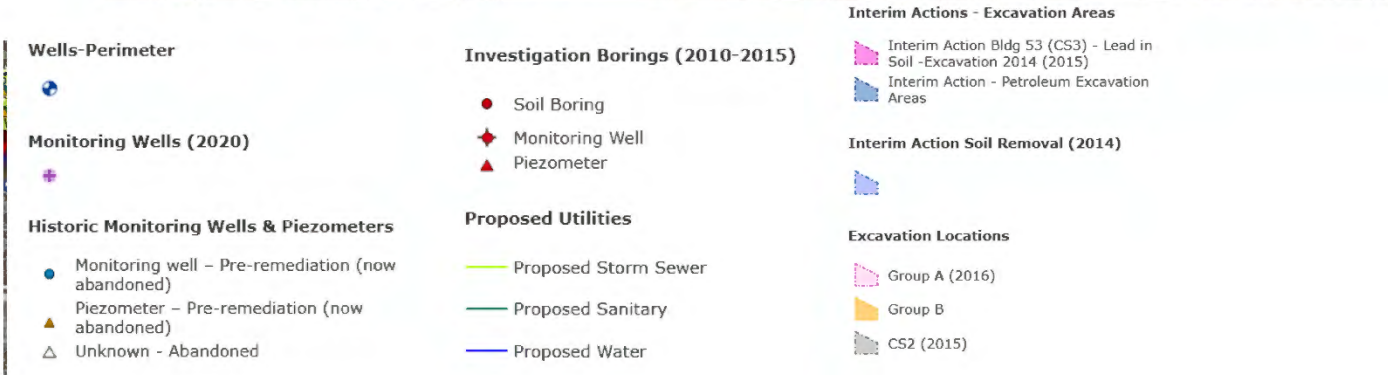 Wells-Perimeter
Monitoring Wells (2020)
Historic Monitoring Wells & Piezometers
Monitoring well – Pre-remediation (now
abandoned)
Piezometer – Pre-remediation (now
abandoned)
Unknown - Abandoned
Investigation Borings (2010-2015)
Soil Boring
Monitoring Well
Piezometer
Proposed Utilities
Proposed Storm Sewer
Proposed Sanitary
Proposed Water
Interim Actions - Excavation Areas
Interim Action Bldg 53 (CS3) - Lead in
Soil -Excavation 2014 (2015)
Interim Action - Petroleum Excavation
Areas
Interim Action Soil Removal (2014)
Excavation Locations
Group A (2016)
Group B
CS2 (2015)